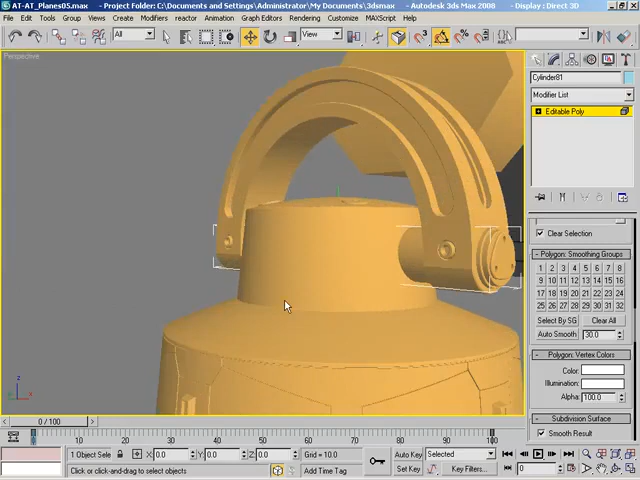 AT-AT_Planes05.max - Project Folder: C:\Documents and Settings\Administrator\My Documents\3dsmax - Autodesk 3ds Max 2008 - Display : Direct 3D
File Edit Tools Group Views Create Modifiers reactor Animation Graph Editors Rendering Customize MAXScript Help
All View
Perspective
Cylinder81
Modifier List
Editable Poly
Clear Selection
Polygon: Smoothing Groups
1 2 3 4 5 6 7 8
9 10 11 12 13 14 15 16
17 18 19 20 21 22 23 24
25 26 27 28 29 30 31 32
Select By SG Clear All
Auto Smooth 30.0
Polygon: Vertex Colors
Color:
Illumination:
Alpha: 100.0
Subdivision Surface
Smooth Result
0 / 100
0 10 20 30 40 50 60 70 80 90 100
1 Object Sele X: 0.0 Y: 0.0 Z: 0.0 Grid = 10.0 Auto Key Selected
Click or click-and-drag to select objects Add Time Tag Set Key Key Filters... 0